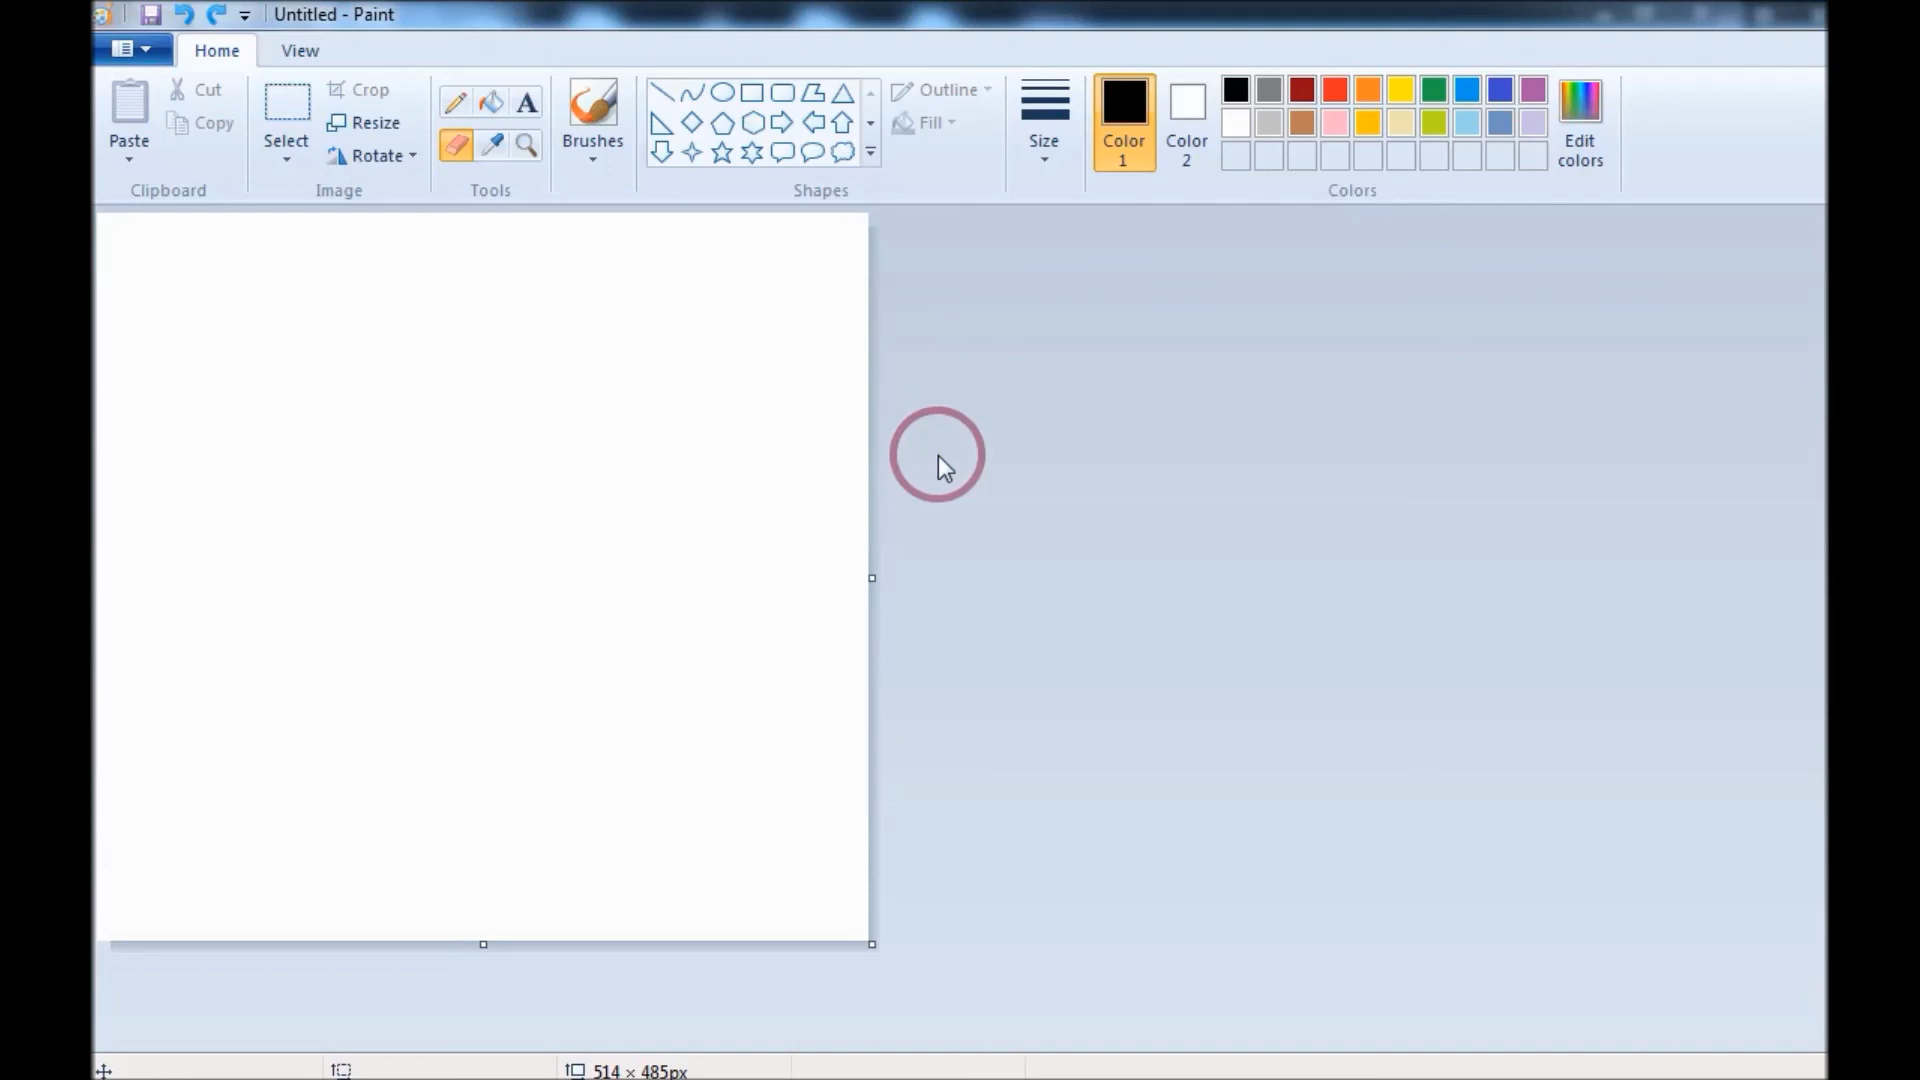 Untitled - Paint
Home View
Paste
Cut
Copy
Clipboard
Select
Crop
Resize
Rotate
Image
A
Tools
Brushes
Shapes
Outline
Fill
Size
Color 1
Color 2
Edit colors
Colors
514 × 485px